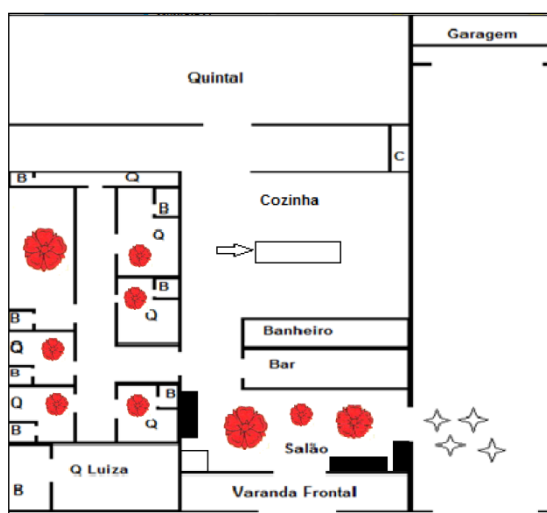 Garagem
Quintal
C
B
Q
B
Cozinha
Q
B
Q
B
Banheiro
Q
B
Bar
Q
B
B
Q
Salão
Q Luiza
B
Varanda Frontal